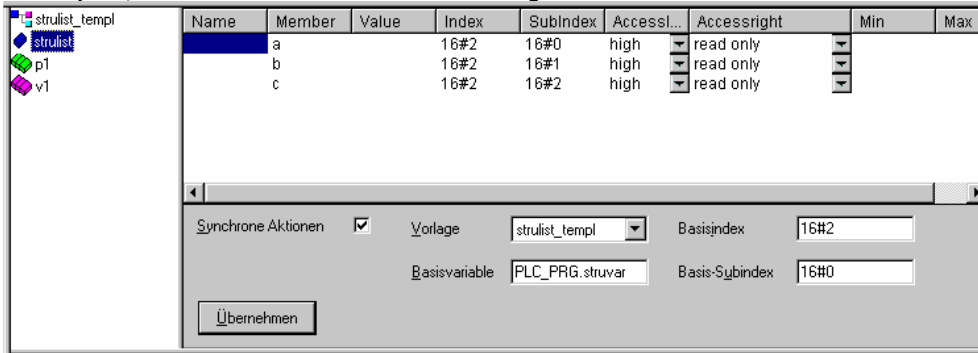 strulist_templ
strulist
p1
v1
Name Member Value Index SubIndex Accessl... Accessright Min Max
a 16#2 16#0 high read only
b 16#2 16#1 high read only
c 16#2 16#2 high read only
Synchrone Aktionen Vorlage strulist_templ Basisindex 16#2
Basisvariable PLC_PRG.struvar Basis-Subindex 16#0
Übernehmen